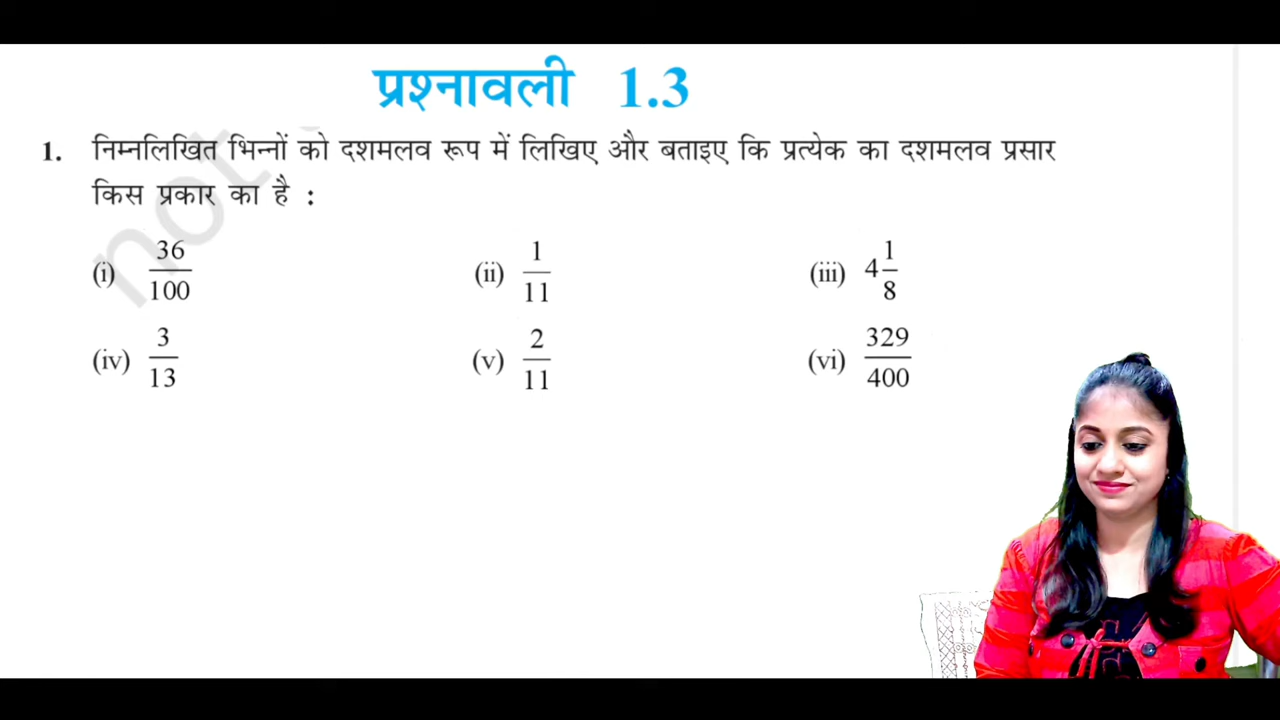 प्रश्नावली 1.3
1. निम्नलिखित भिन्नों को दशमलव रूप में लिखिए और बताइए कि प्रत्येक का दशमलव प्रसार
किस प्रकार का है :
(i) 36/100 (ii) 1/11 (iii) 4 1/8
(iv) 3/13 (v) 2/11 (vi) 329/400
not